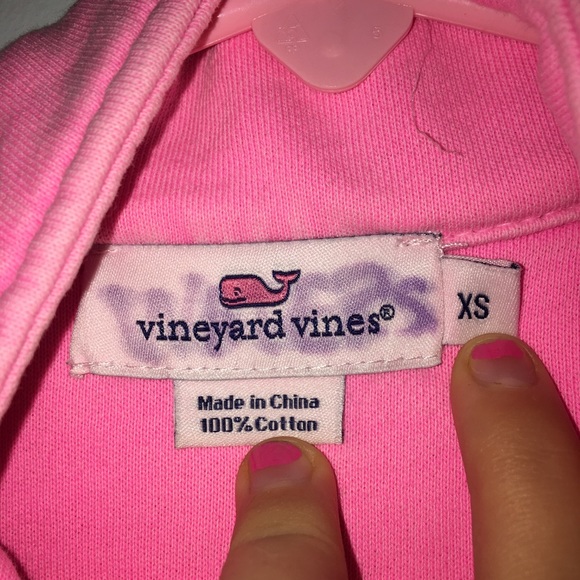 vineyard vines®
XS
Made in China
100% Cotton